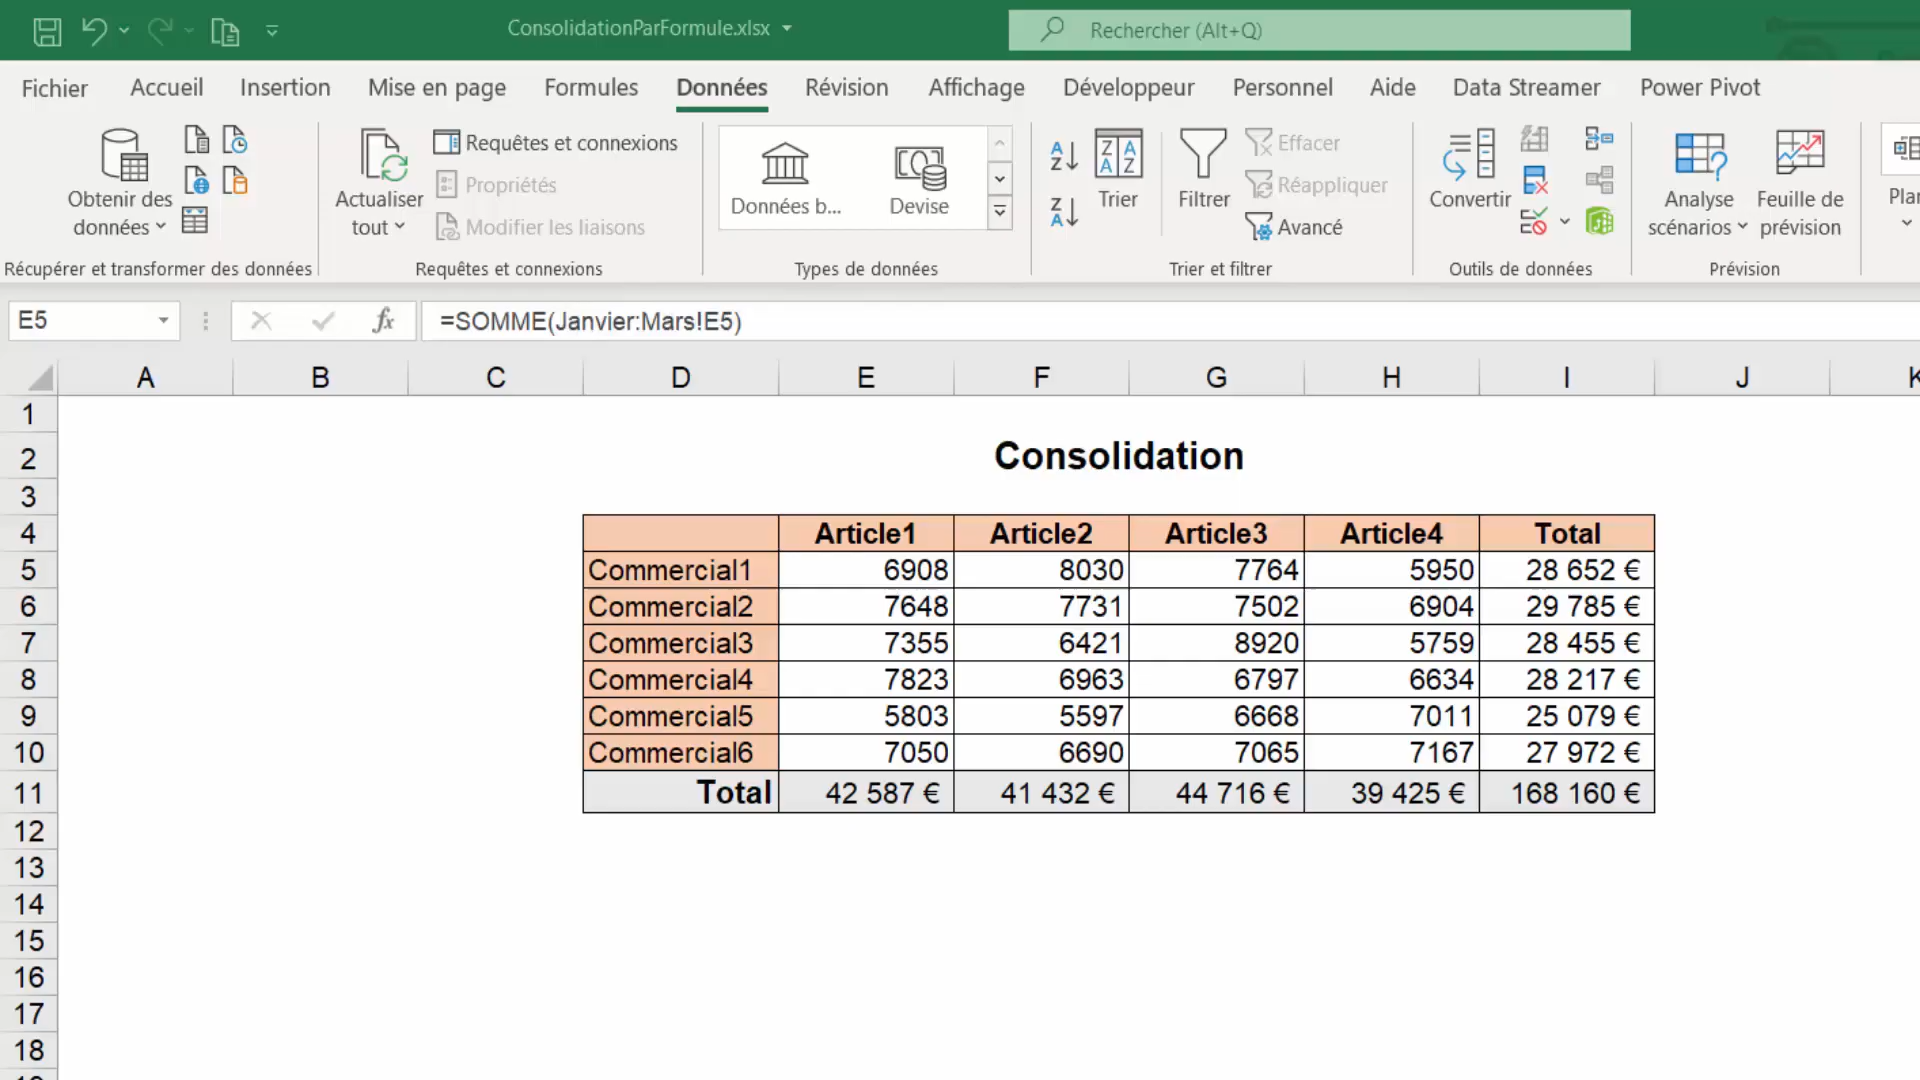 ConsolidationParFormule.xlsx
Rechercher (Alt+Q)
Fichier Accueil Insertion Mise en page Formules Données Révision Affichage Développeur Personnel Aide Data Streamer Power Pivot
Obtenir des données
Récupérer et transformer des données
Actualiser tout
Requêtes et connexions
Propriétés
Modifier les liaisons
Requêtes et connexions
Données b...
Devise
Types de données
Trier
Filtrer
Effacer
Réappliquer
Avancé
Trier et filtrer
Convertir
Outils de données
Analyse scénarios
Feuille de prévision
Prévision
E5 fx =SOMME(Janvier:Mars!E5)
A B C D E F G H I J K
1
2 Consolidation
3
4 Article1 Article2 Article3 Article4 Total
5 Commercial1 6908 8030 7764 5950 28 652 €
6 Commercial2 7648 7731 7502 6904 29 785 €
7 Commercial3 7355 6421 8920 5759 28 455 €
8 Commercial4 7823 6963 6797 6634 28 217 €
9 Commercial5 5803 5597 6668 7011 25 079 €
10 Commercial6 7050 6690 7065 7167 27 972 €
11 Total 42 587 € 41 432 € 44 716 € 39 425 € 168 160 €
12
13
14
15
16
17
18